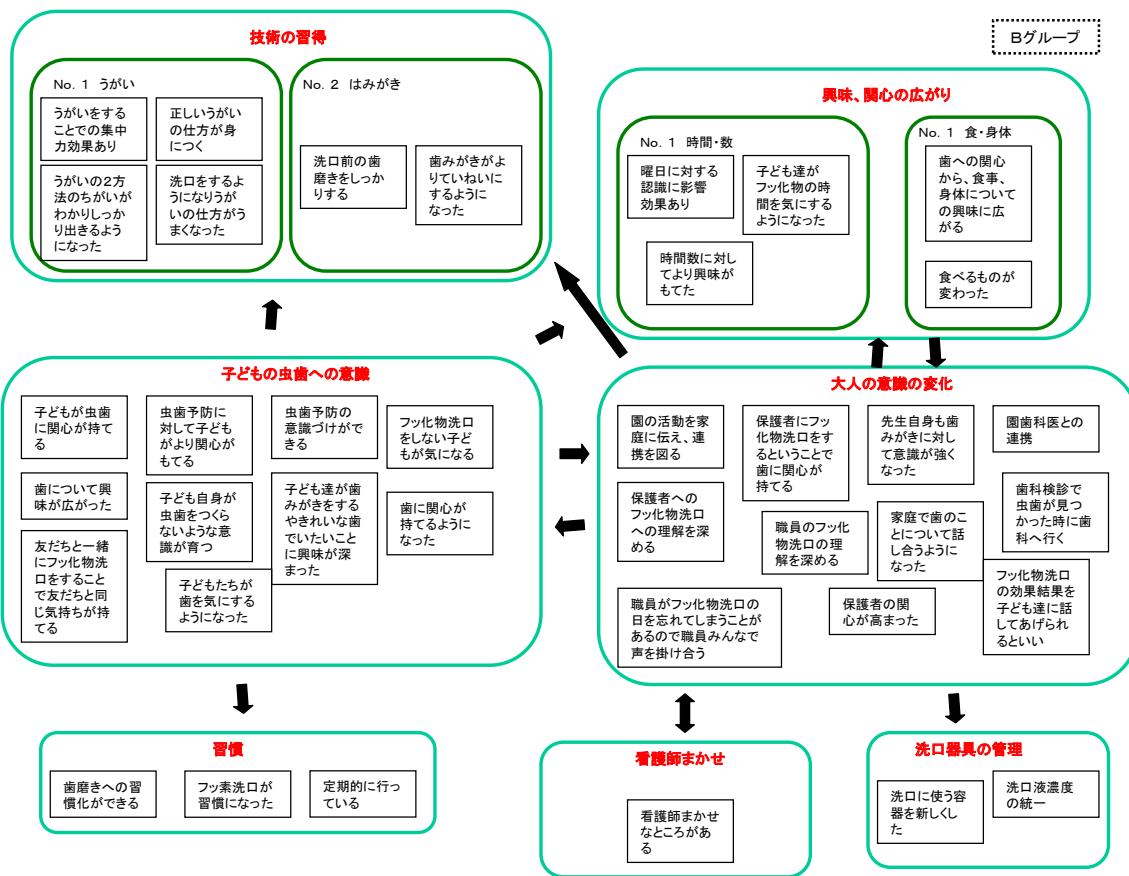 技術の習得
Bグループ
No. 1 うがい
うがいをする
ことでの集中
力効果あり
正しいうがい
の仕方が身
につく
うがいの2方
法のちがいが
わかりしっか
り出きるよう
になった
洗口をするよ
うになりうが
いの仕方がう
まくなった
No. 2 はみがき
洗口前の歯
磨きをしっか
りする
歯みがきがよ
りていねいに
するように
なった
興味、関心の広がり
No. 1 時間・数
曜日に対する
認識に影響
効果あり
子ども達が
フッ化物の時
間を気にする
ようになった
時間数に対し
てより興味が
もてた
No. 1 食・身体
歯への関心
から、食事、
身体について
の興味に広
がる
食べるものが
変わった
子どもの虫歯への意識
子どもが虫歯
に関心が持て
る
虫歯予防に
対して子ども
がより関心が
もてる
虫歯予防の
意識づけがで
きる
フッ化物洗口
をしない子ど
もが気になる
歯について興
味が広がった
子ども自身が
虫歯をつくら
ないような意
識が育つ
子ども達が歯
みがきをする
やきれいな歯
でいたいこと
に興味が深
まった
歯に関心が
持てるように
なった
友だちと一緒
にフッ化物洗
口をすること
で友だちと同
じ気持ちが持
てる
子どもたちが
歯を気にする
ようになった
大人の意識の変化
園の活動を家
庭に伝え、連
携を図る
保護者にフッ
化物洗口をす
るということで
歯に関心が
持てる
先生自身も歯
みがきに対し
て意識が強く
なった
園歯科医との
連携
保護者への
フッ化物洗口
への理解を深
める
職員のフッ化
物洗口の理
解を深める
家庭で歯のこ
とについて話
し合うように
なった
歯科検診で
虫歯が見つ
かった時に歯
科へ行く
職員がフッ化物洗口の
日を忘れてしまうことが
あるので職員みんなで
声を掛け合う
保護者の関
心が高まった
フッ化物洗口
の効果結果を
子ども達に話
してあげられ
るといい
習慣
歯磨きへの習
慣化ができる
フッ素洗口が
習慣になった
定期的に行っ
ている
看護師まかせ
看護師まかせ
なところがあ
る
洗口器具の管理
洗口に使う容
器を新しくし
た
洗口液濃度
の統一